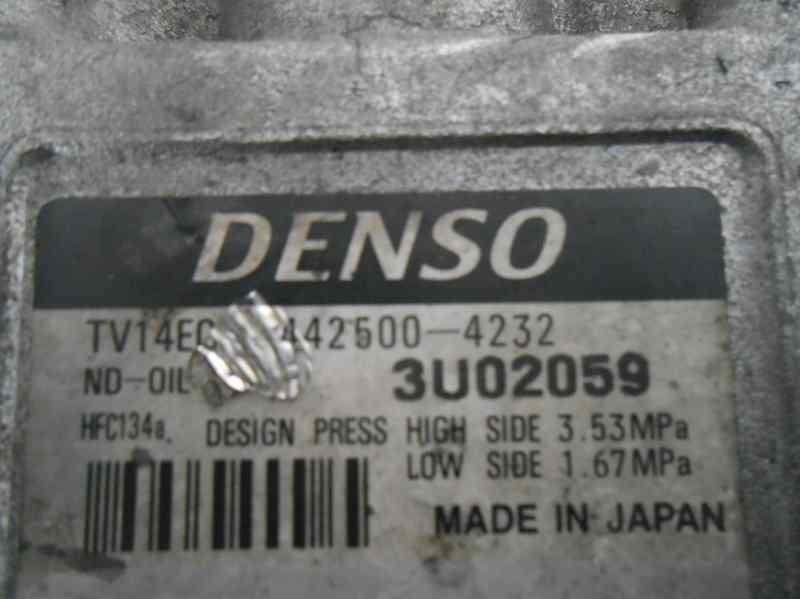 DENSO
TV14EC 442500-4232
ND-OIL
3U02059
HFC134a, DESIGN PRESS HIGH SIDE 3.53MPa
LOW SIDE 1.67MPa
MADE IN JAPAN